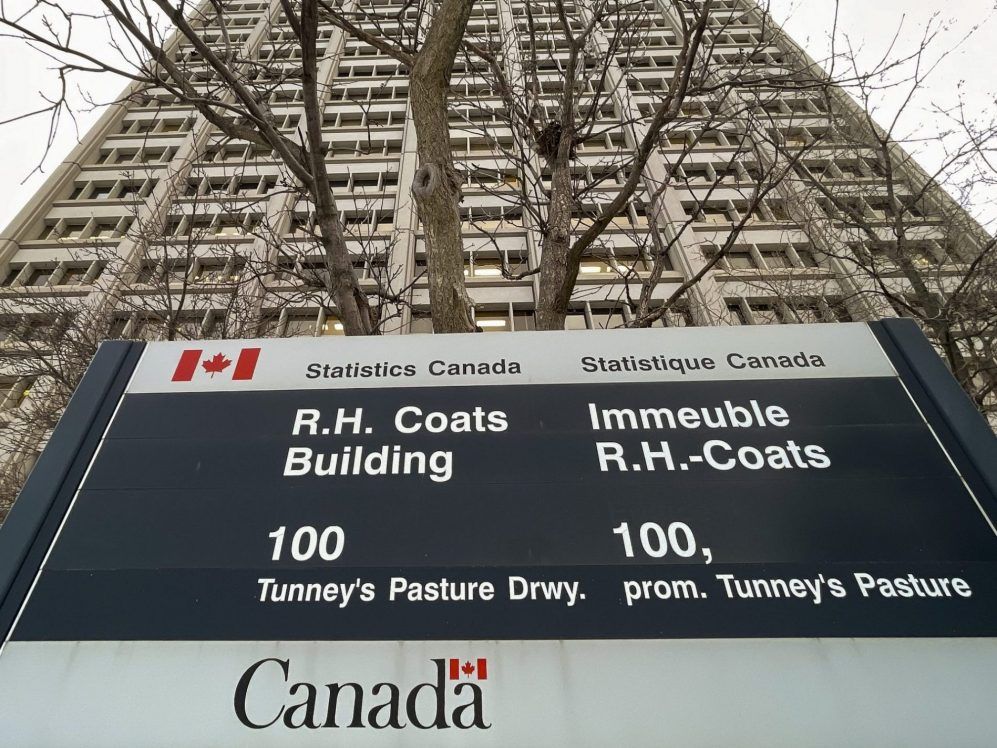 Statistics Canada
Statistique Canada
R.H. Coats
Building
Immeuble
R.H.-Coats
100
Tunney's Pasture Drwy.
100,
prom. Tunney's Pasture
Canada